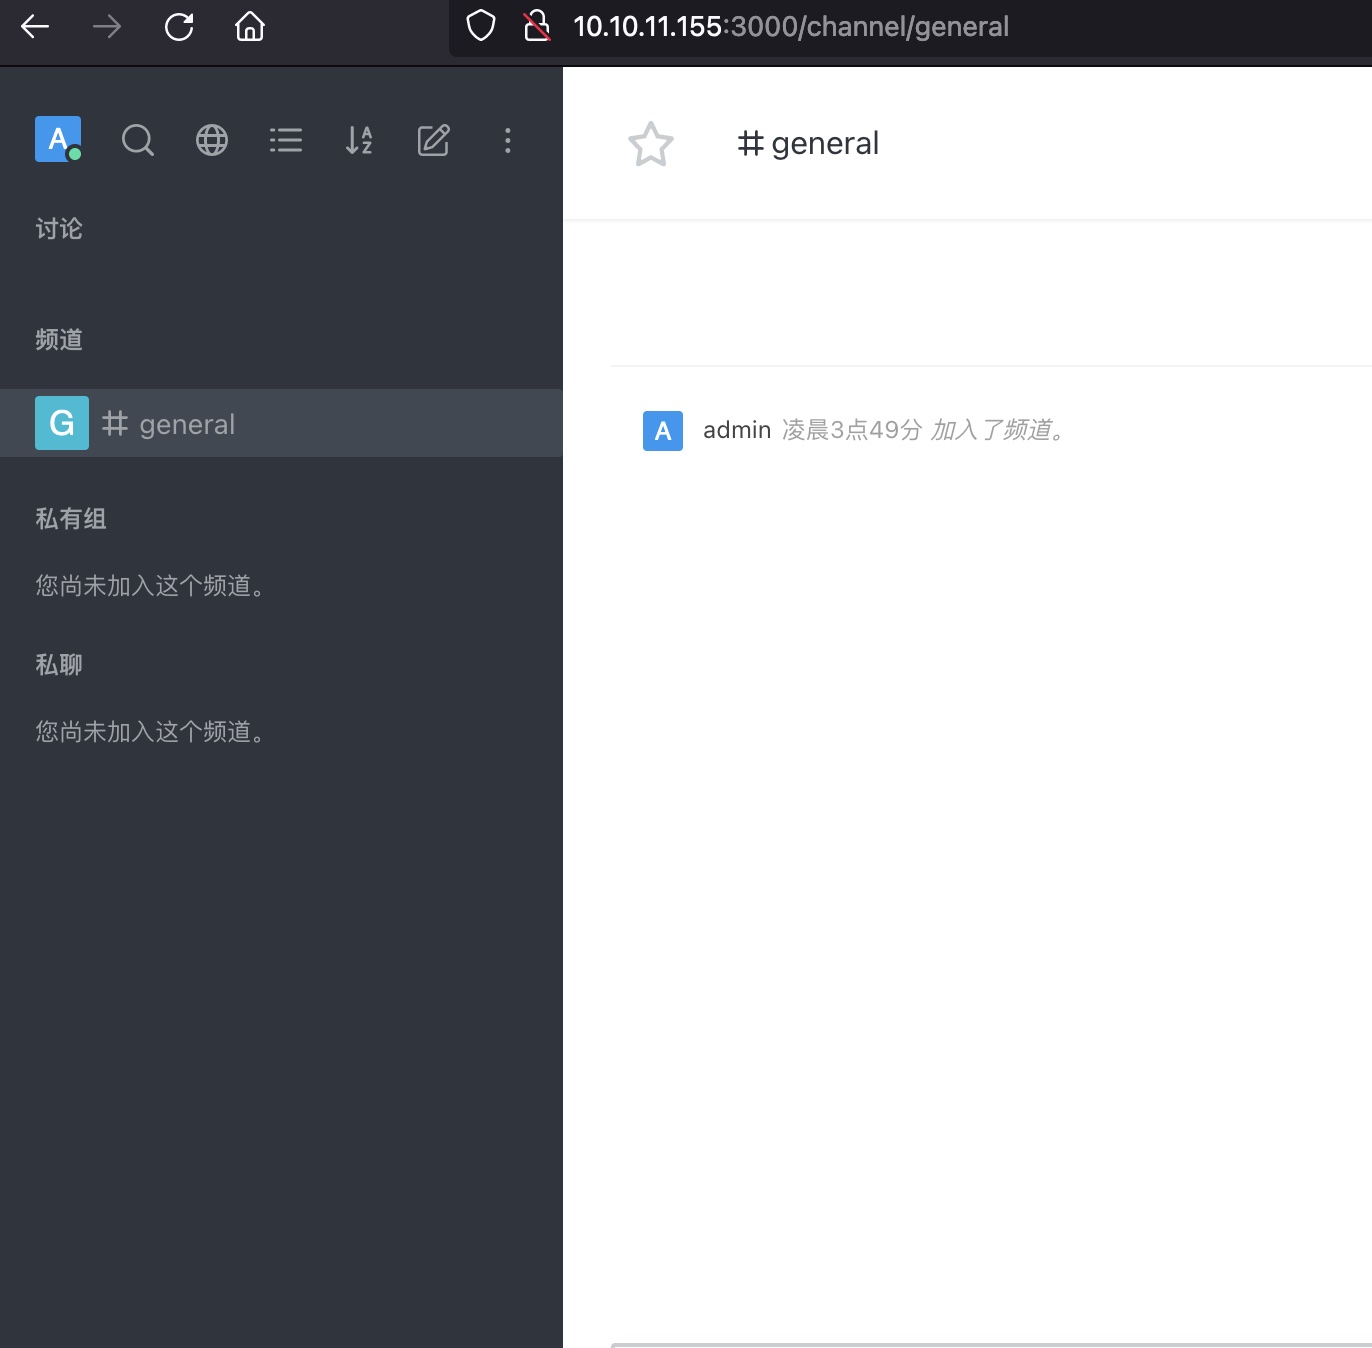 10.10.11.155:3000/channel/general
A
A
Z
讨论
频道
G # general
私有组
您尚未加入这个频道。
私聊
您尚未加入这个频道。
# general
A admin 凌晨3点49分 加入了频道。